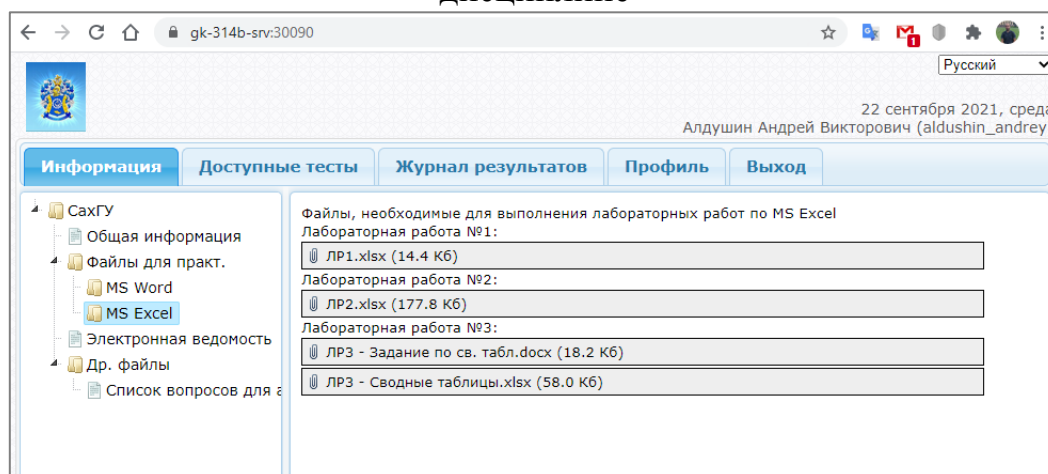 дисциплине
gk-314b-srv:30090
1
Русский
22 сентября 2021, среда
Алдушин Андрей Викторович (aldushin_andrey
Информация Доступные тесты Журнал результатов Профиль Выход
СахГУ
Общая информация
Файлы для практ.
MS Word
MS Excel
Электронная ведомость
Др. файлы
Список вопросов для а
Файлы, необходимые для выполнения лабораторных работ по MS Excel
Лабораторная работа №1:
ЛР1.xlsx (14.4 Кб)
Лабораторная работа №2:
ЛР2.xlsx (177.8 Кб)
Лабораторная работа №3:
ЛР3 - Задание по св. табл.docx (18.2 Кб)
ЛР3 - Сводные таблицы.xlsx (58.0 Кб)